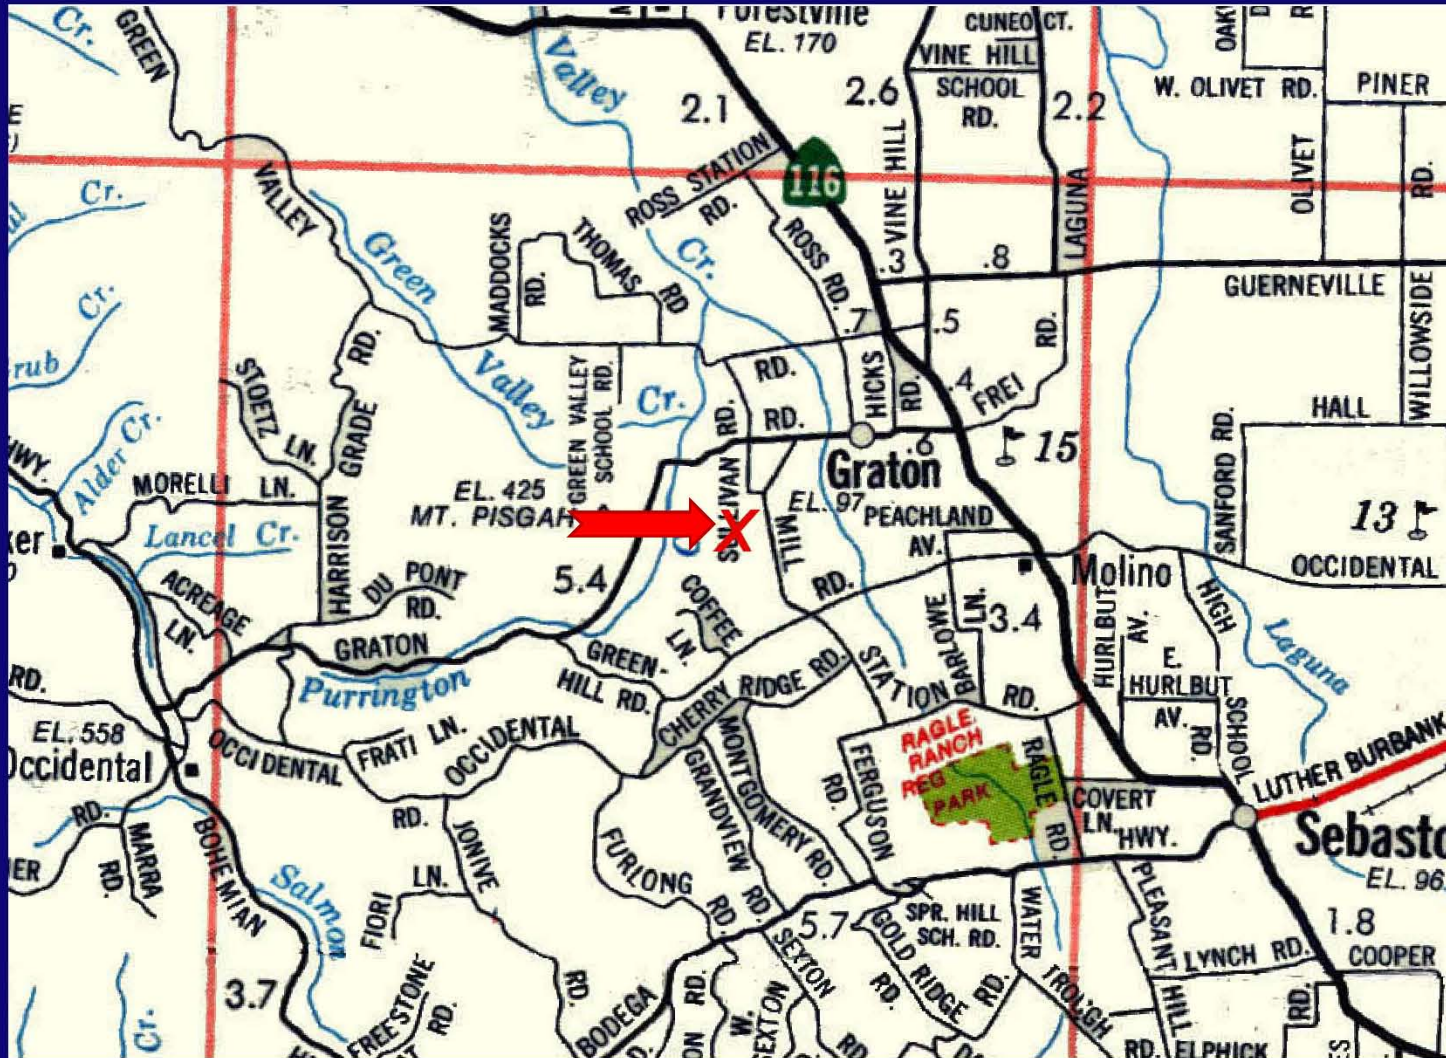 Cr.
GREEN
Valley
Forestville
EL. 170
CUNEO CT.
VINE HILL
SCHOOL
RD.
2.1
2.6
2.2
W. OLIVET RD.
PINER
OLIVET
RD.
116
ROSS STATION
RD.
VINE HILL
LAGUNA
VALLEY
Cr.
Green
Valley
Cr.
MADDOCKS
RD.
THOMAS
RD
Cr.
ROSS RD.
.3
.8
GUERNEVILLE
WILLOWSIDE
.7
.5
RD.
STOETZ
LN.
GRADE
RD.
GREEN VALLEY
SCHOOL RD.
Cr.
RD.
RD.
RD.
HICKS
RD.
.4
FREI
HALL
HWY.
Alder Cr.
MORELLI LN.
EL. 425
MT. PISGAH
.6
Graton
EL. 97
15
SANFORD RD.
13
Lancel Cr.
HARRISON
PEACHLAND
AV.
MILL
RD.
Molino
OCCIDENTAL
ACREAGE
LN.
DU PONT
RD.
5.4
COFFEE
LN.
BARLOWE
LN.
3.4
HURLBUT
AV.
HIGH
SCHOOL
RD.
Laguna
GRATON
Purrington
GREEN-
HILL RD.
CHERRY RIDGE RD.
STATION
RD.
E.
HURLBUT
AV.
RD.
EL. 558
Occidental
OCCIDENTAL
RD.
FRATI LN.
OCCIDENTAL
MONTGOMERY RD.
GRANDVIEW RD.
FERGUSON
RD.
RAGLE
RANCH
REG
PARK
RAGLE
RD.
COVERT
LN.
HWY.
LUTHER BURBANK
Sebasto
EL. 96
RD.
MARRA
RD.
BOHEMIAN
Salmon
FIORI
LN.
JONIVE
RD.
FURLONG
RD.
5.7
SPR. HILL
SCH. RD.
WATER
TROUGH
RD.
PLEASANT
HILL
LYNCH RD.
1.8
COOPER
3.7
Cr.
FREESTONE
RD.
BODEGA
W.
SEXTON
RD.
GOLD RIDGE
RD.
RD.
ELPHICK
RD.